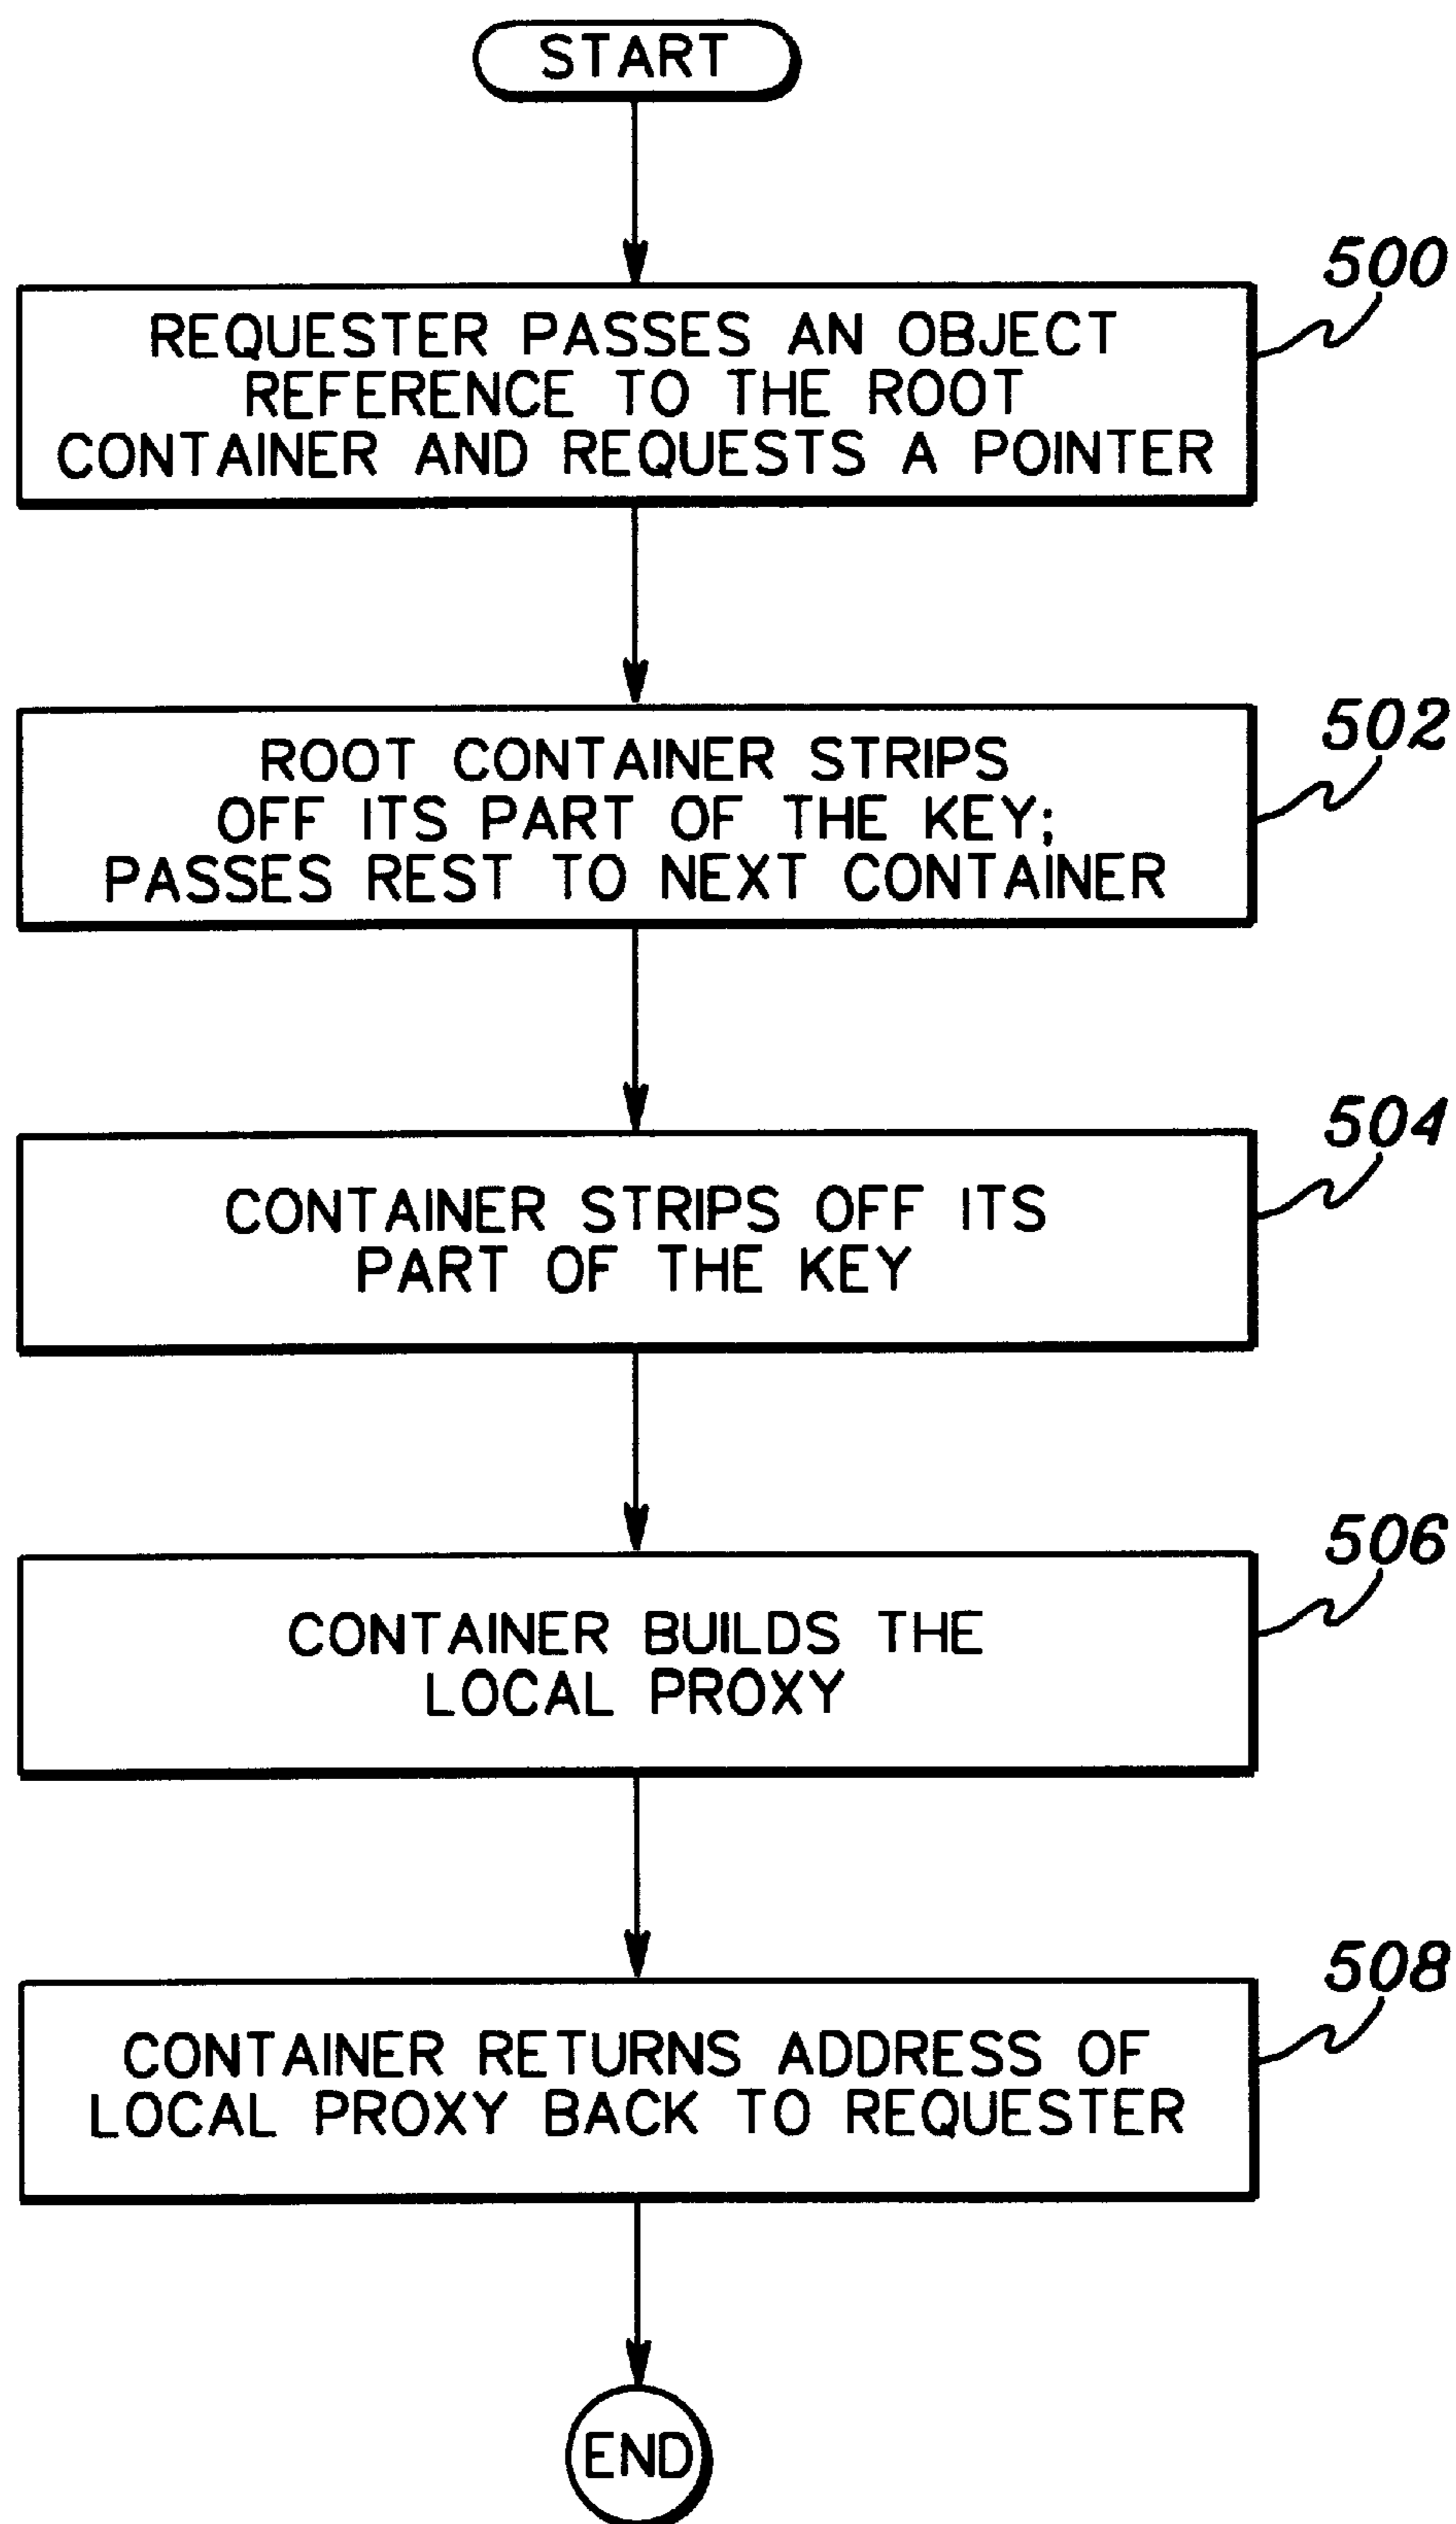 START
500
REQUESTER PASSES AN OBJECT
REFERENCE TO THE ROOT
CONTAINER AND REQUESTS A POINTER
502
ROOT CONTAINER STRIPS
OFF ITS PART OF THE KEY;
PASSES REST TO NEXT CONTAINER
504
CONTAINER STRIPS OFF ITS
PART OF THE KEY
506
CONTAINER BUILDS THE
LOCAL PROXY
508
CONTAINER RETURNS ADDRESS OF
LOCAL PROXY BACK TO REQUESTER
END